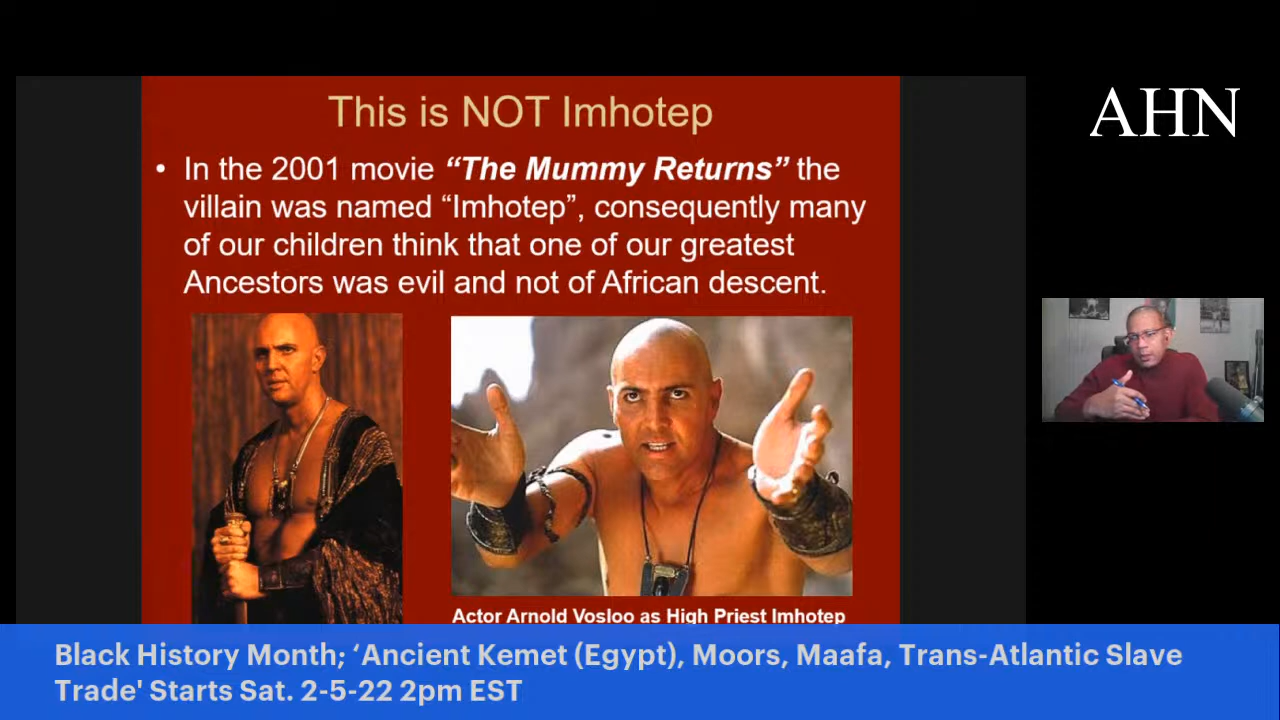 This is NOT Imhotep
AHN
• In the 2001 movie “The Mummy Returns” the
villain was named “Imhotep”, consequently many
of our children think that one of our greatest
Ancestors was evil and not of African descent.
Actor Arnold Vosloo as High Priest Imhotep
Black History Month; ‘Ancient Kemet (Egypt), Moors, Maafa, Trans-Atlantic Slave
Trade' Starts Sat. 2-5-22 2pm EST